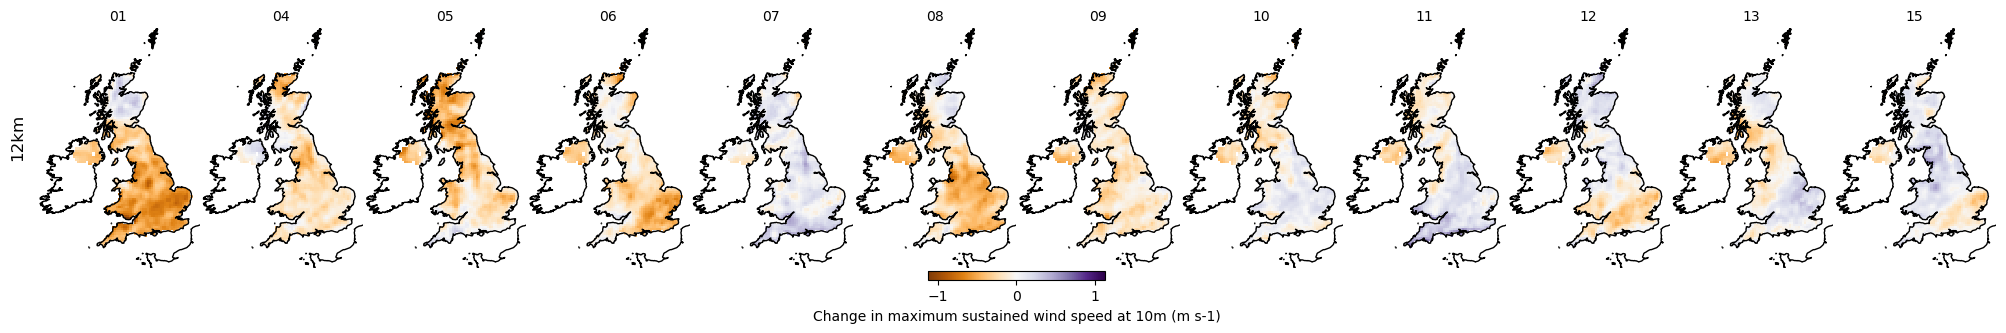 01 04 05 06 07 08 09 10 11 12 13 15
12km
−1 0 1
Change in maximum sustained wind speed at 10m (m s-1)